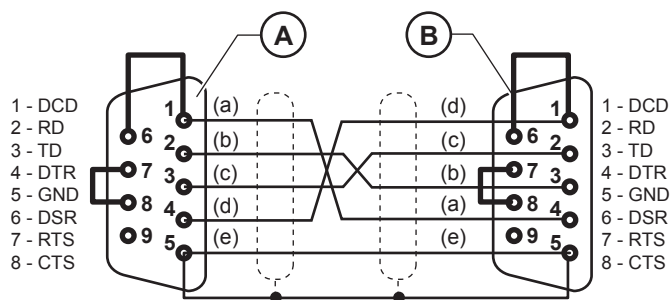 A
B
1 - DCD
2 - RD
3 - TD
4 - DTR
5 - GND
6 - DSR
7 - RTS
8 - CTS
1 (a) (d) 1
6 2 (b) (c) 6 2
7 3 (c) (b) 7 3
8 4 (d) (a) 8 4
9 5 (e) (e) 9 5
1 - DCD
2 - RD
3 - TD
4 - DTR
5 - GND
6 - DSR
7 - RTS
8 - CTS